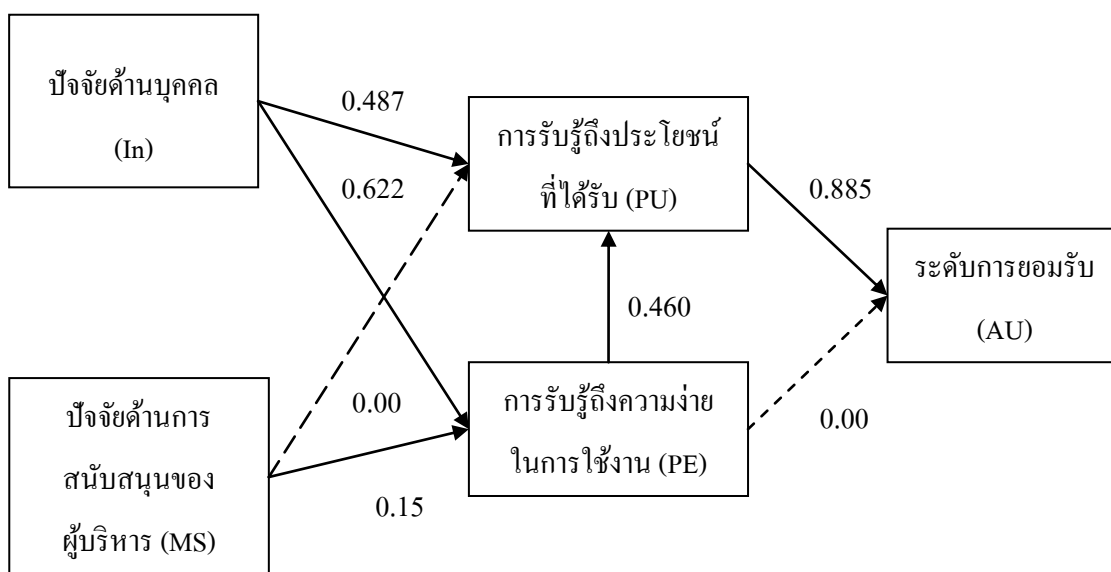 ปัจจัยด้านบุคคล
(In)
0.487
0.622
การรับรู้ถึงประโยชน์
ที่ได้รับ (PU)
0.885
ระดับการยอมรับ
(AU)
0.460
ปัจจัยด้านการ
สนับสนุนของ
ผู้บริหาร (MS)
0.00
0.15
การรับรู้ถึงความง่าย
ในการใช้งาน (PE)
0.00